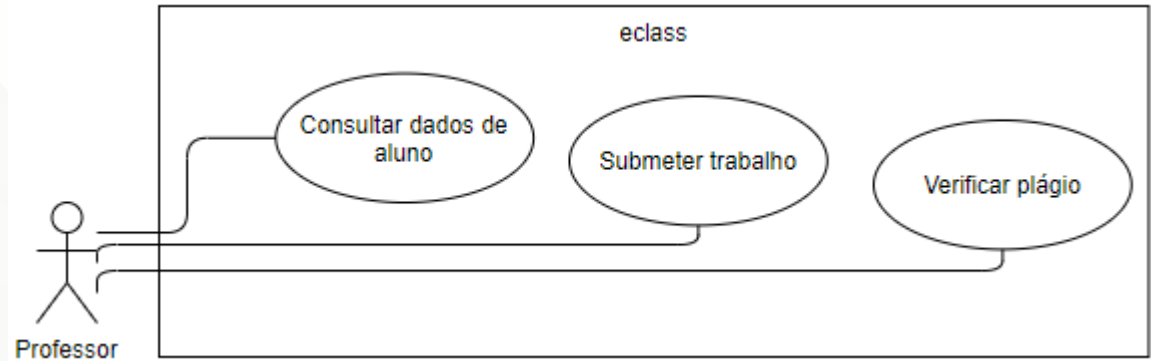 eclass
Consultar dados de
aluno
Submeter trabalho
Verificar plágio
Professor